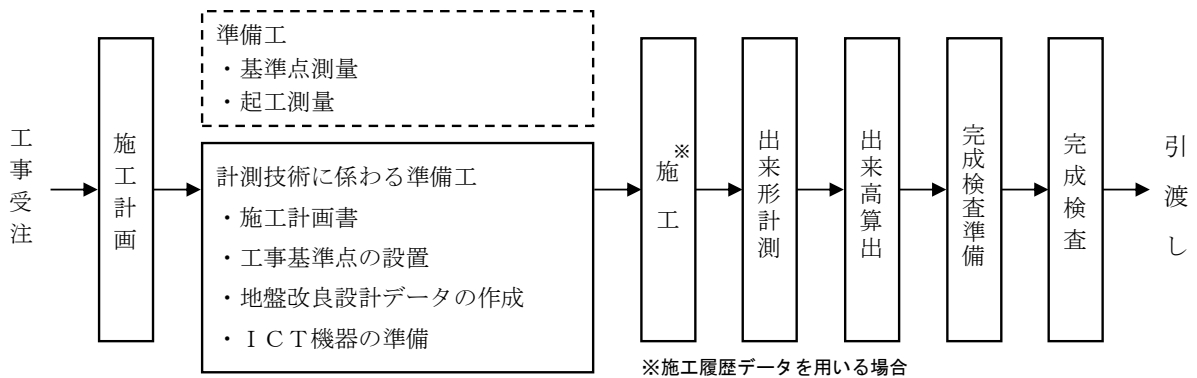 工事受注
施工計画
準備工
・基準点測量
・起工測量
計測技術に係わる準備工
・施工計画書
・工事基準点の設置
・地盤改良設計データの作成
・ＩＣＴ機器の準備
施工※
出来形計測
出来高算出
完成検査準備
完成検査
引渡し
※施工履歴データを用いる場合